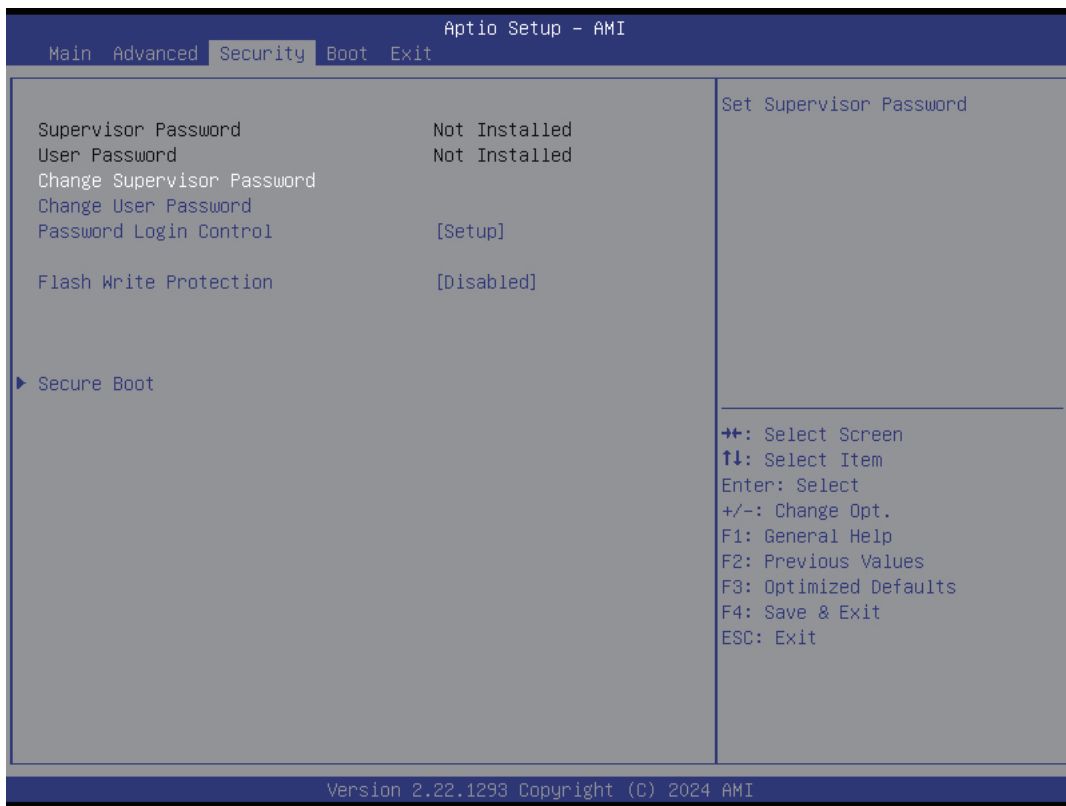 Aptio Setup – AMI
Main Advanced Security Boot Exit
Supervisor Password Not Installed
User Password Not Installed
Change Supervisor Password
Change User Password
Password Login Control [Setup]
Flash Write Protection [Disabled]
▶ Secure Boot
Set Supervisor Password
→←: Select Screen
↑↓: Select Item
Enter: Select
+/-: Change Opt.
F1: General Help
F2: Previous Values
F3: Optimized Defaults
F4: Save & Exit
ESC: Exit
Version 2.22.1293 Copyright (C) 2024 AMI